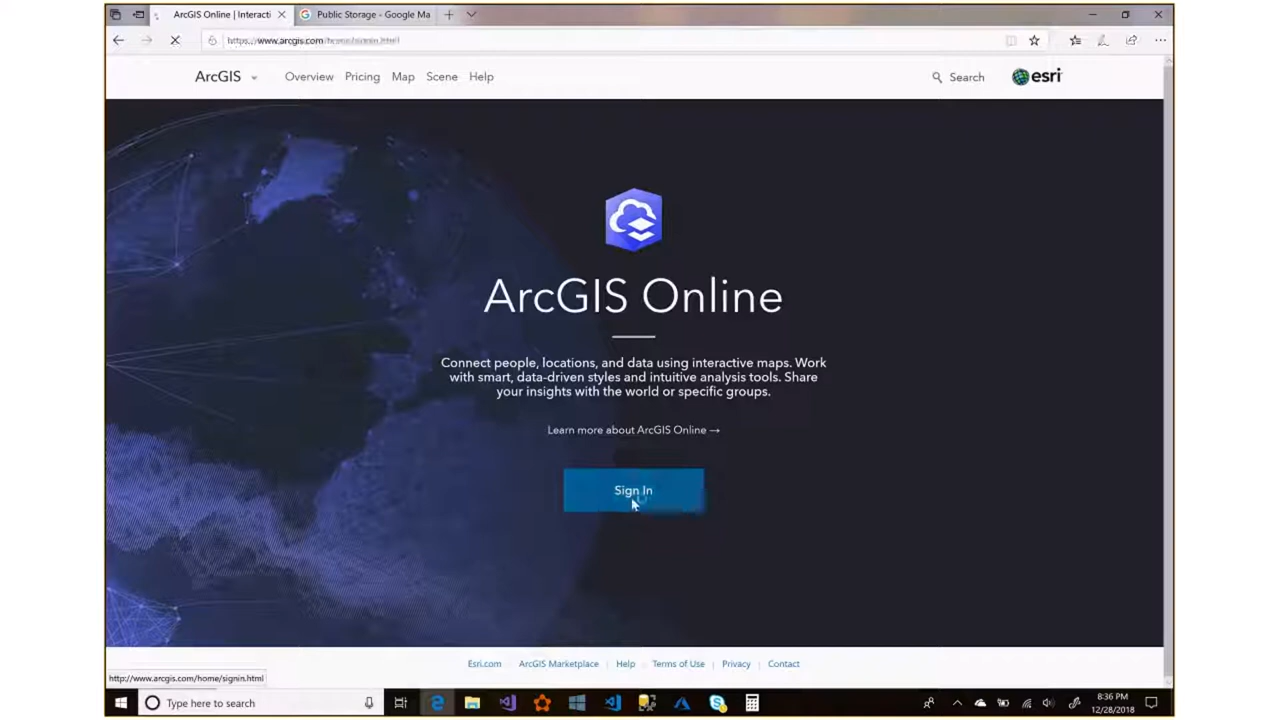 ArcGIS Online | Interacti
Public Storage - Google Ma
https://www.arcgis.com/home/signin.html
ArcGIS Overview Pricing Map Scene Help Search esri
ArcGIS Online
Connect people, locations, and data using interactive maps. Work
with smart, data-driven styles and intuitive analysis tools. Share
your insights with the world or specific groups.
Learn more about ArcGIS Online →
Sign In
Esri.com ArcGIS Marketplace Help Terms of Use Privacy Contact
http://www.arcgis.com/home/signin.html
Type here to search
8:36 PM
12/28/2018